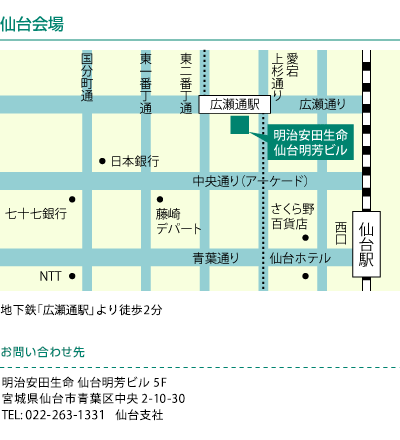 仙台会場
国分町通
東一番丁通
東二番丁通
愛宕
上杉通り
広瀬通駅
広瀬通り
明治安田生命
仙台明芳ビル
日本銀行
中央通り(アーケード)
七十七銀行
藤崎
デパート
さくら野
百貨店
西口
仙台駅
青葉通り
仙台ホテル
NTT
地下鉄「広瀬通駅」より徒歩2分
お問い合わせ先
明治安田生命 仙台明芳ビル 5F
宮城県仙台市青葉区中央 2-10-30
TEL: 022-263-1331 仙台支社